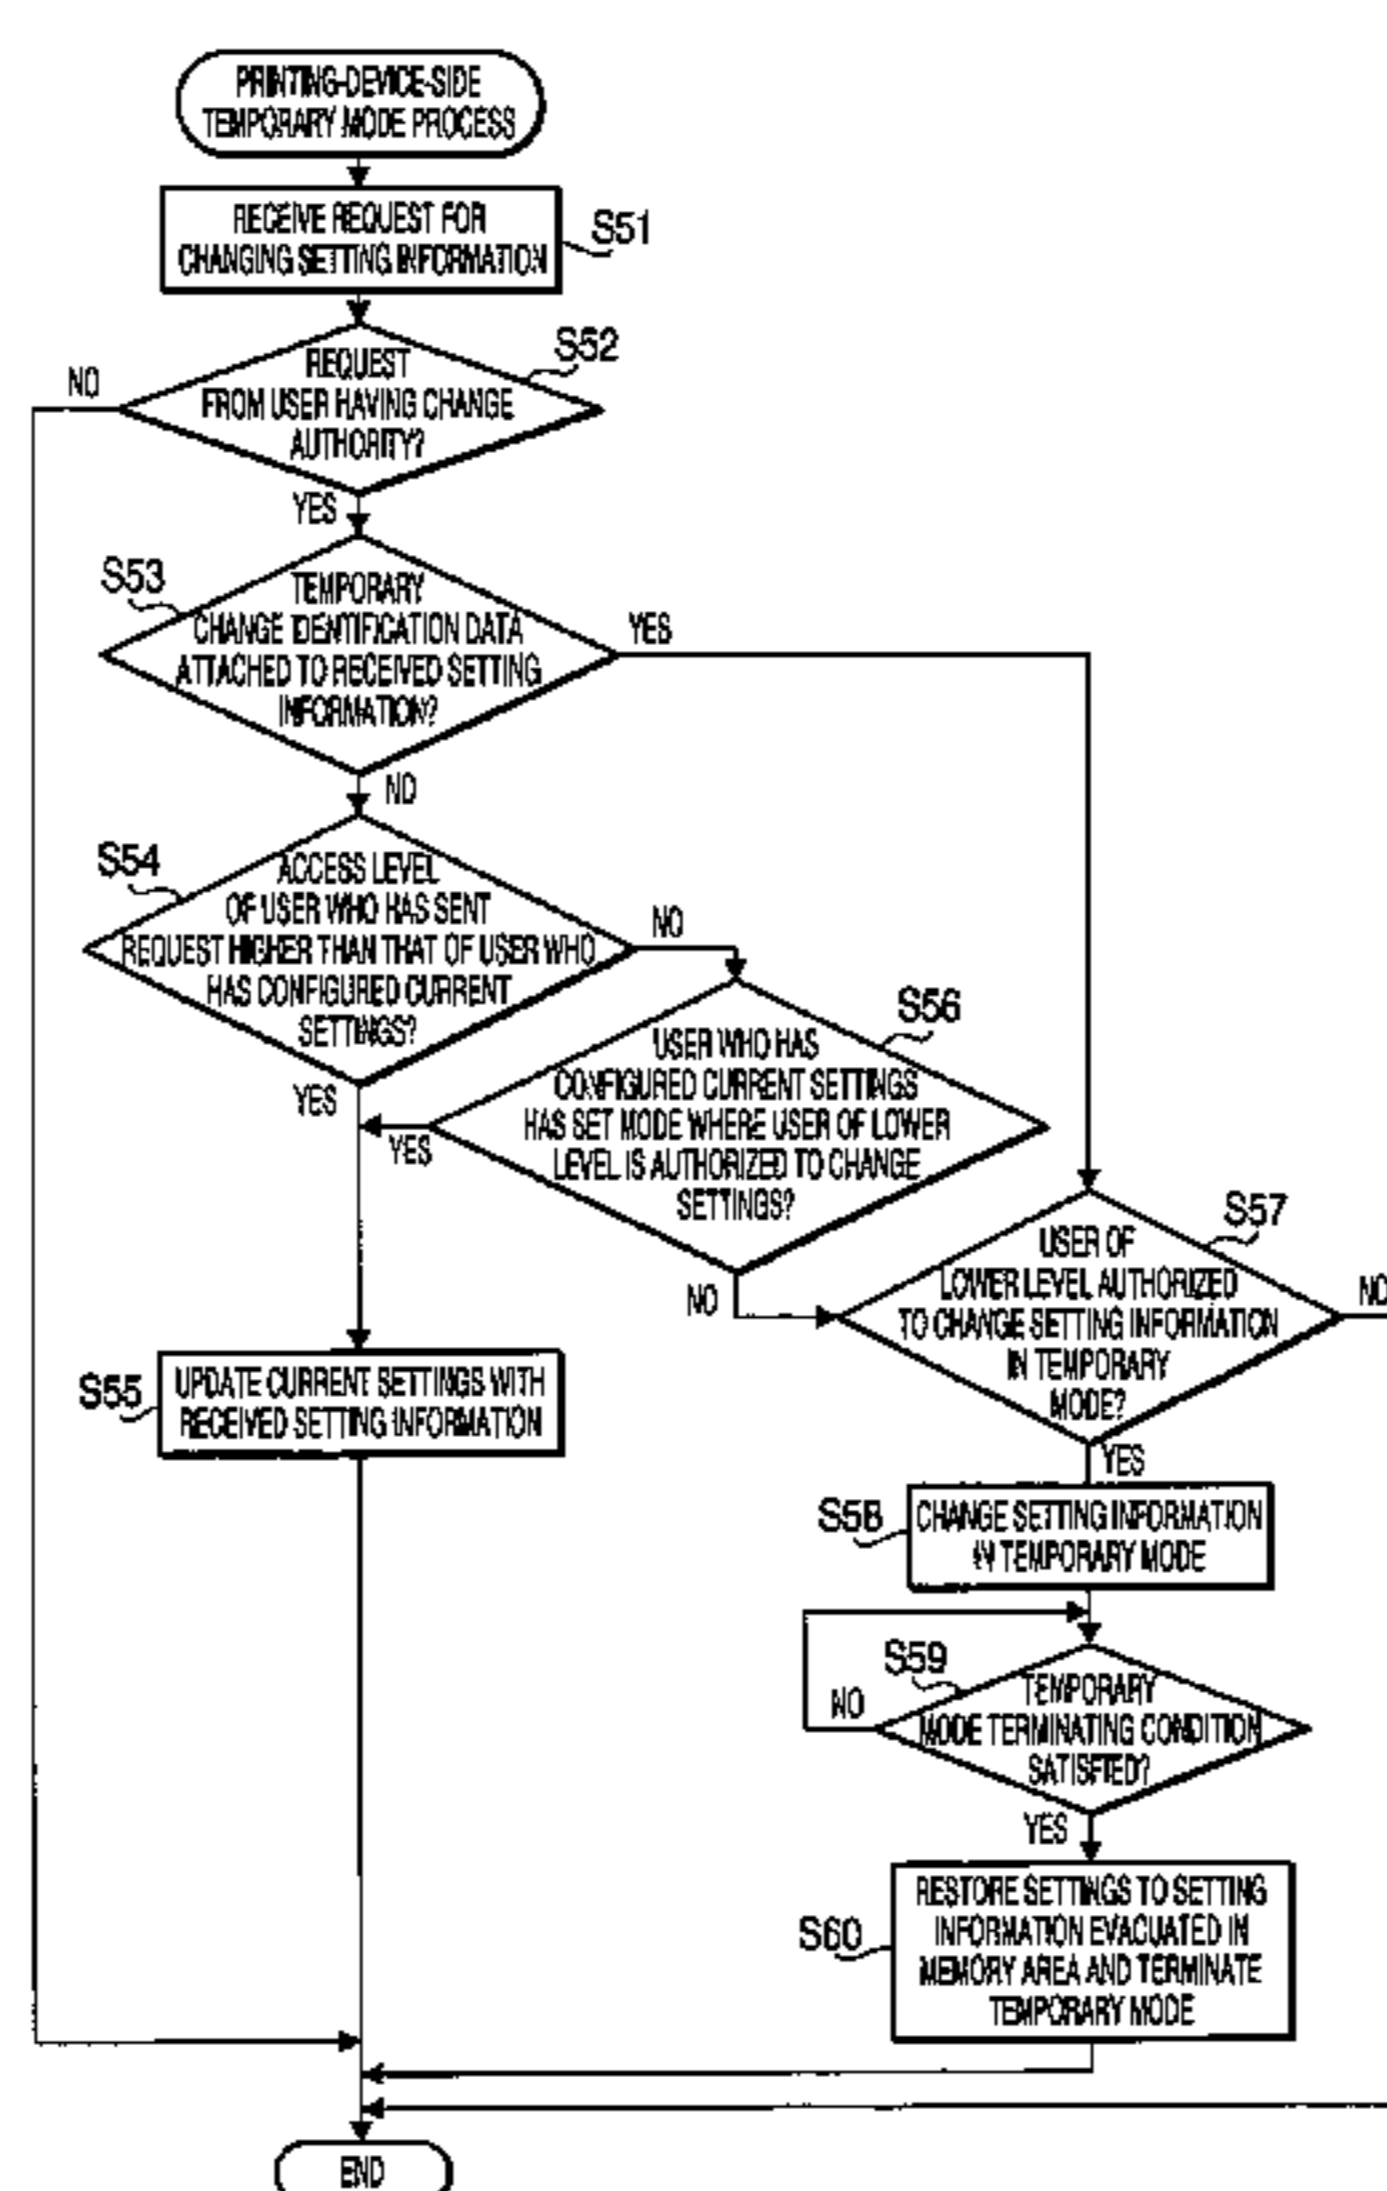 PRINTING-DEVICE-SIDE
TEMPORARY MODE PROCESS
RECEIVE REQUEST FOR
CHANGING SETTING INFORMATION
S51
REQUEST
FROM USER HAVING CHANGE
AUTHORITY?
S52
NO
YES
S53
TEMPORARY
CHANGE IDENTIFICATION DATA
ATTACHED TO RECEIVED SETTING
INFORMATION?
YES
NO
S54
ACCESS LEVEL
OF USER WHO HAS SENT
REQUEST HIGHER THAN THAT OF USER WHO
HAS CONFIGURED CURRENT
SETTINGS?
NO
YES
S56
USER WHO HAS
CONFIGURED CURRENT SETTINGS
HAS SET MODE WHERE USER OF LOWER
LEVEL IS AUTHORIZED TO CHANGE
SETTINGS?
YES
NO
S57
USER OF
LOWER LEVEL AUTHORIZED
TO CHANGE SETTING INFORMATION
IN TEMPORARY
MODE?
NO
YES
S55
UPDATE CURRENT SETTINGS WITH
RECEIVED SETTING INFORMATION
S58
CHANGE SETTING INFORMATION
IN TEMPORARY MODE
S59
TEMPORARY
MODE TERMINATING CONDITION
SATISFIED?
NO
YES
S60
RESTORE SETTINGS TO SETTING
INFORMATION EVACUATED IN
MEMORY AREA AND TERMINATE
TEMPORARY MODE
END